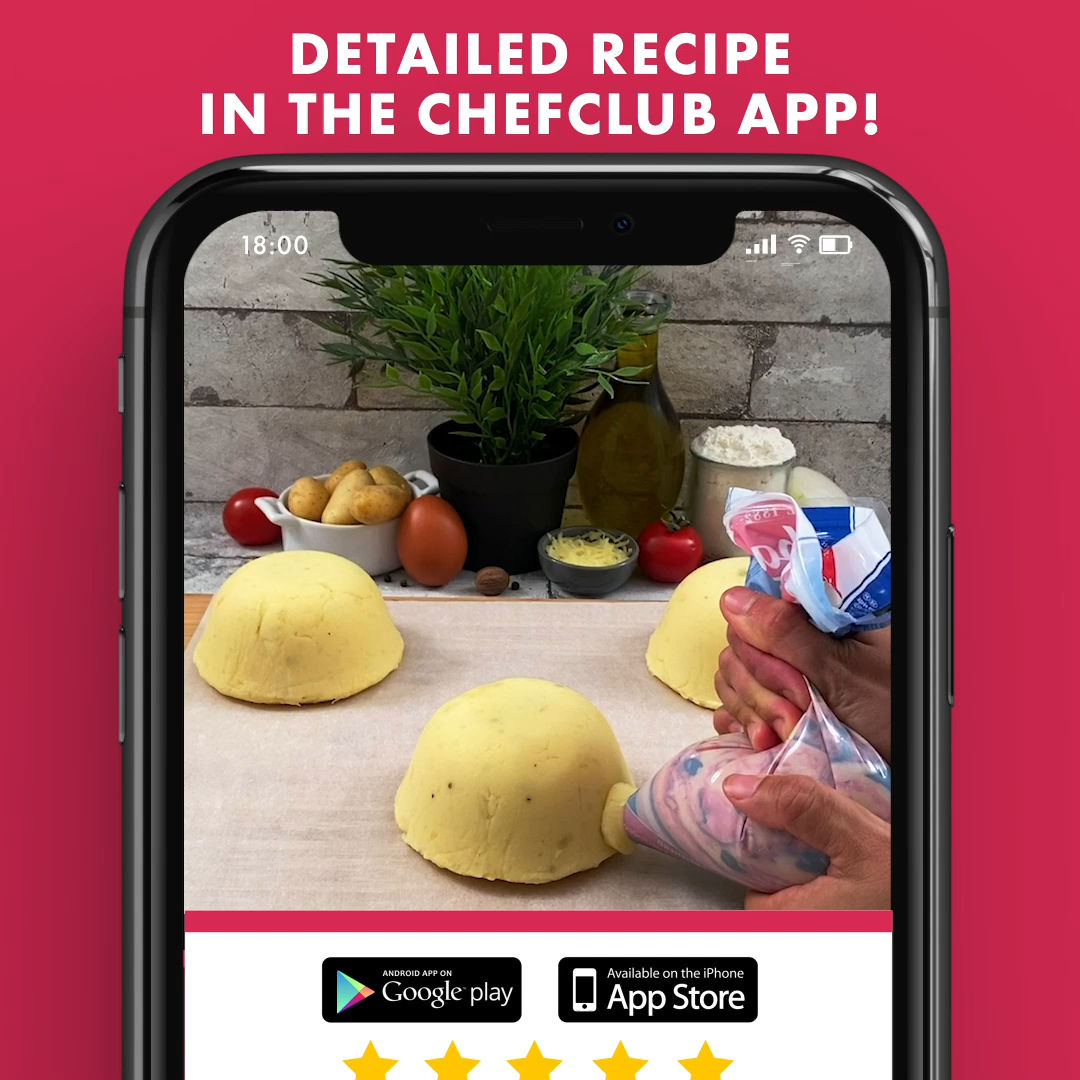 DETAILED RECIPE
IN THE CHEFCLUB APP!
18:00
ANDROID APP ON
Google play
Available on the iPhone
App Store